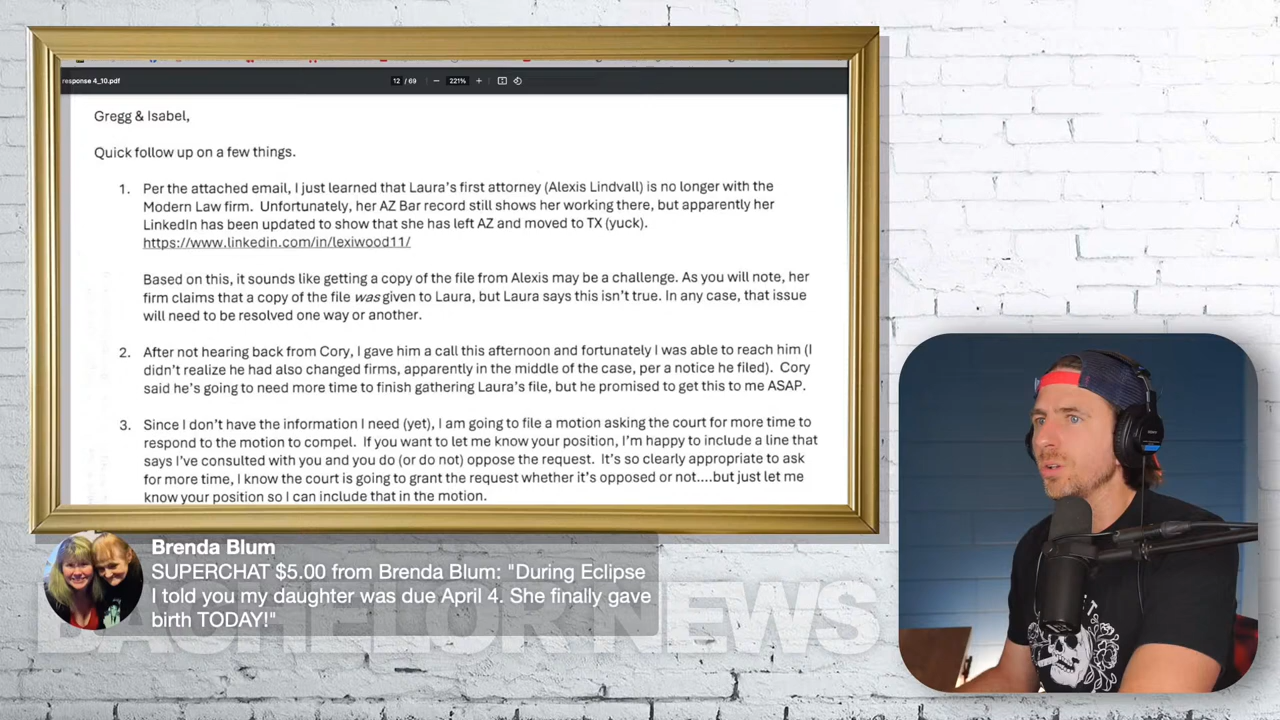 response 4_10.pdf
12 / 69
221%
Gregg & Isabel,
Quick follow up on a few things.
1. Per the attached email, I just learned that Laura's first attorney (Alexis Lindvall) is no longer with the
Modern Law firm. Unfortunately, her AZ Bar record still shows her working there, but apparently her
LinkedIn has been updated to show that she has left AZ and moved to TX (yuck).
https://www.linkedin.com/in/lexiwood11/
Based on this, it sounds like getting a copy of the file from Alexis may be a challenge. As you will note, her
firm claims that a copy of the file was given to Laura, but Laura says this isn't true. In any case, that issue
will need to be resolved one way or another.
2. After not hearing back from Cory, I gave him a call this afternoon and fortunately I was able to reach him (I
didn't realize he had also changed firms, apparently in the middle of the case, per a notice he filed). Cory
said he's going to need more time to finish gathering Laura's file, but he promised to get this to me ASAP.
3. Since I don't have the information I need (yet), I am going to file a motion asking the court for more time to
respond to the motion to compel. If you want to let me know your position, I'm happy to include a line that
says I've consulted with you and you do (or do not) oppose the request. It's so clearly appropriate to ask
for more time, I know the court is going to grant the request whether it's opposed or not....but just let me
know your position so I can include that in the motion.
Brenda Blum
SUPERCHAT $5.00 from Brenda Blum: "During Eclipse
I told you my daughter was due April 4. She finally gave
birth TODAY!"
BACHELOR NEWS
SONY